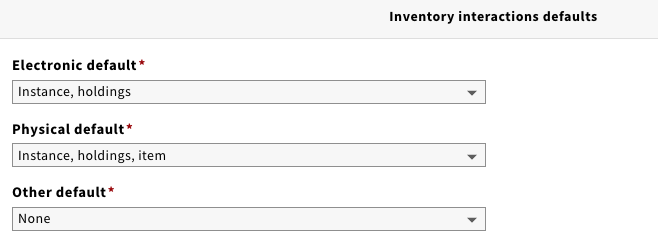 Inventory interactions defaults
Electronic default*
Instance, holdings
Physical default*
Instance, holdings, item
Other default*
None